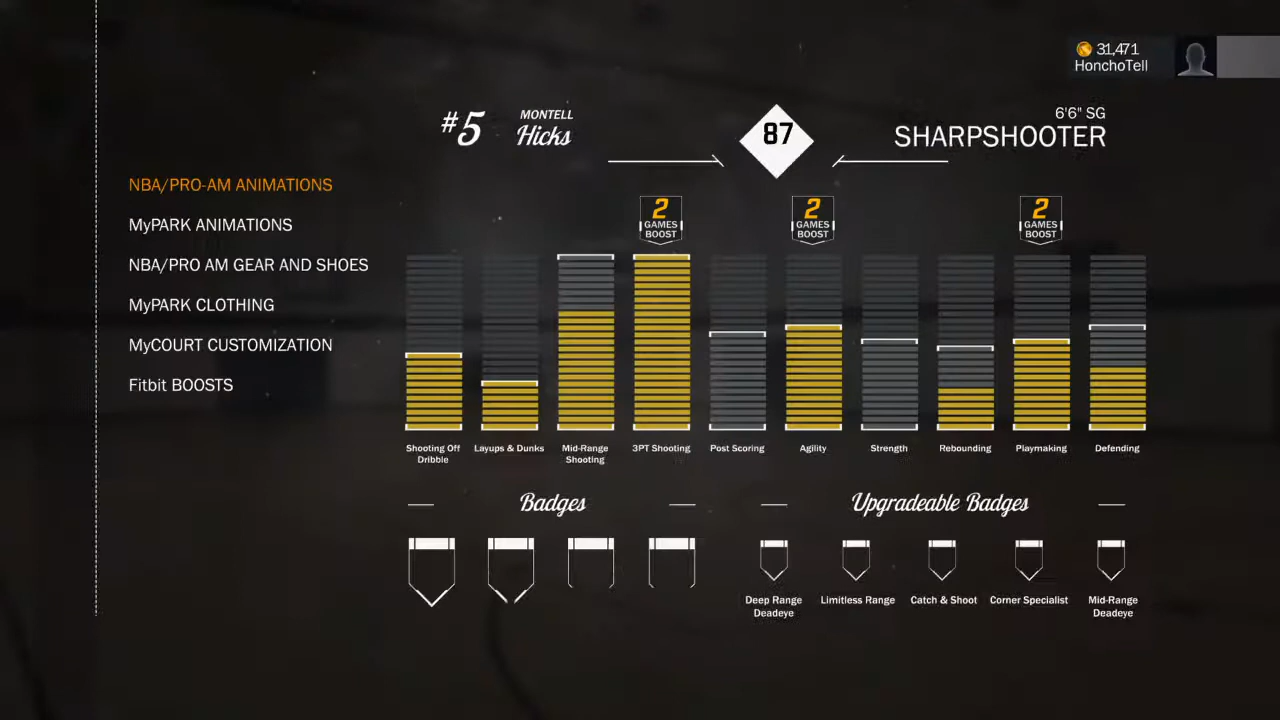 31,471
HonchoTell
#5
MONTELL
Hicks
87
6'6" SG
SHARPSHOOTER
NBA/PRO-AM ANIMATIONS
MyPARK ANIMATIONS
NBA/PRO AM GEAR AND SHOES
MyPARK CLOTHING
MyCOURT CUSTOMIZATION
Fitbit BOOSTS
2
GAMES
BOOST
2
GAMES
BOOST
2
GAMES
BOOST
Shooting Off
Dribble
Layups & Dunks
Mid-Range
Shooting
3PT Shooting
Post Scoring
Agility
Strength
Rebounding
Playmaking
Defending
Badges
Upgradeable Badges
Deep Range
Deadeye
Limitless Range
Catch & Shoot
Corner Specialist
Mid-Range
Deadeye